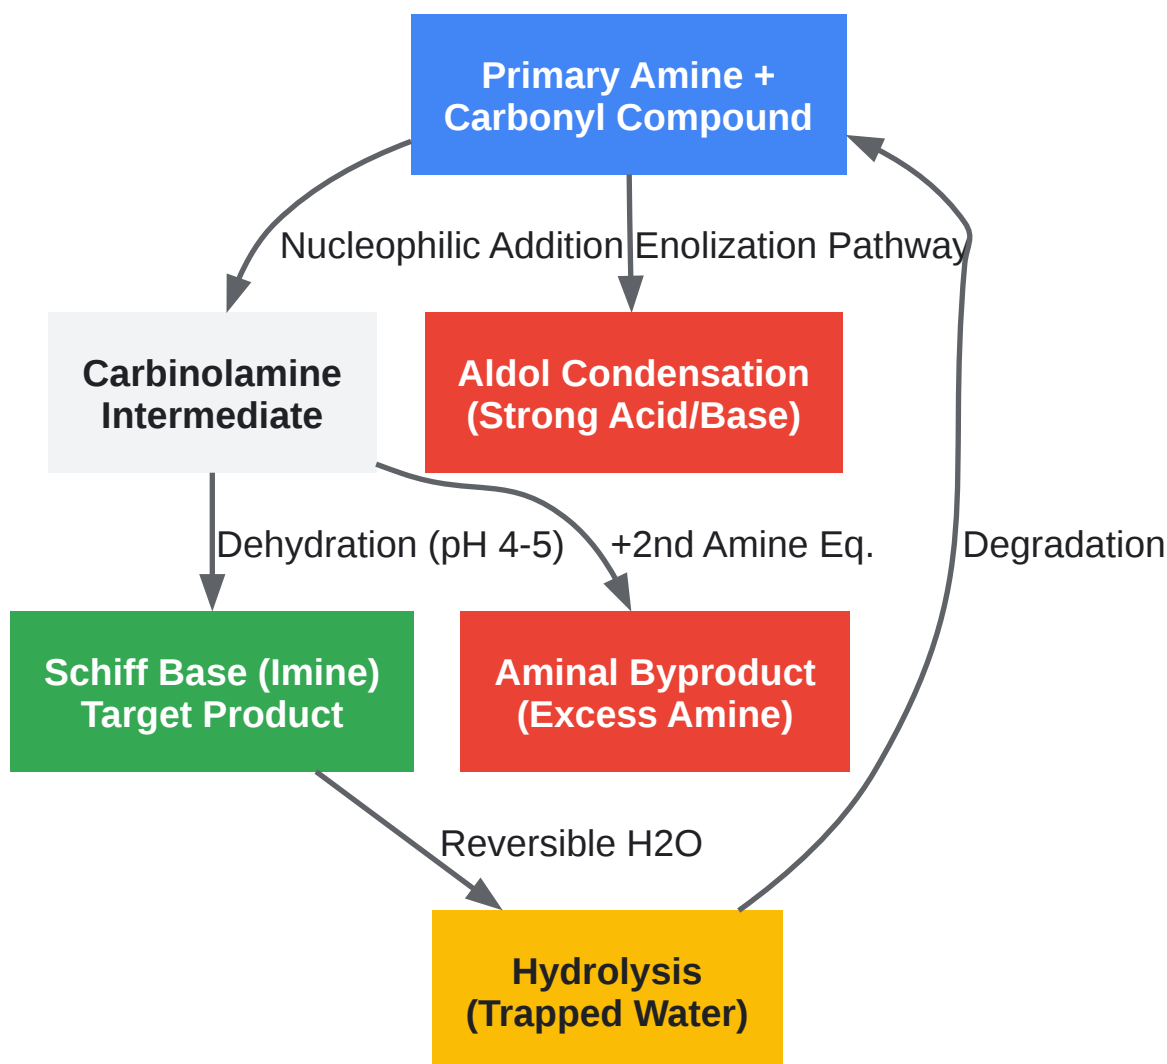 Primary Amine +
Carbonyl Compound
Nucleophilic Addition
Enolization Pathway
Carbinolamine
Intermediate
Aldol Condensation
(Strong Acid/Base)
Dehydration (pH 4-5)
+2nd Amine Eq.
Degradation
Schiff Base (Imine)
Target Product
Aminal Byproduct
(Excess Amine)
Reversible H2O
Hydrolysis
(Trapped Water)